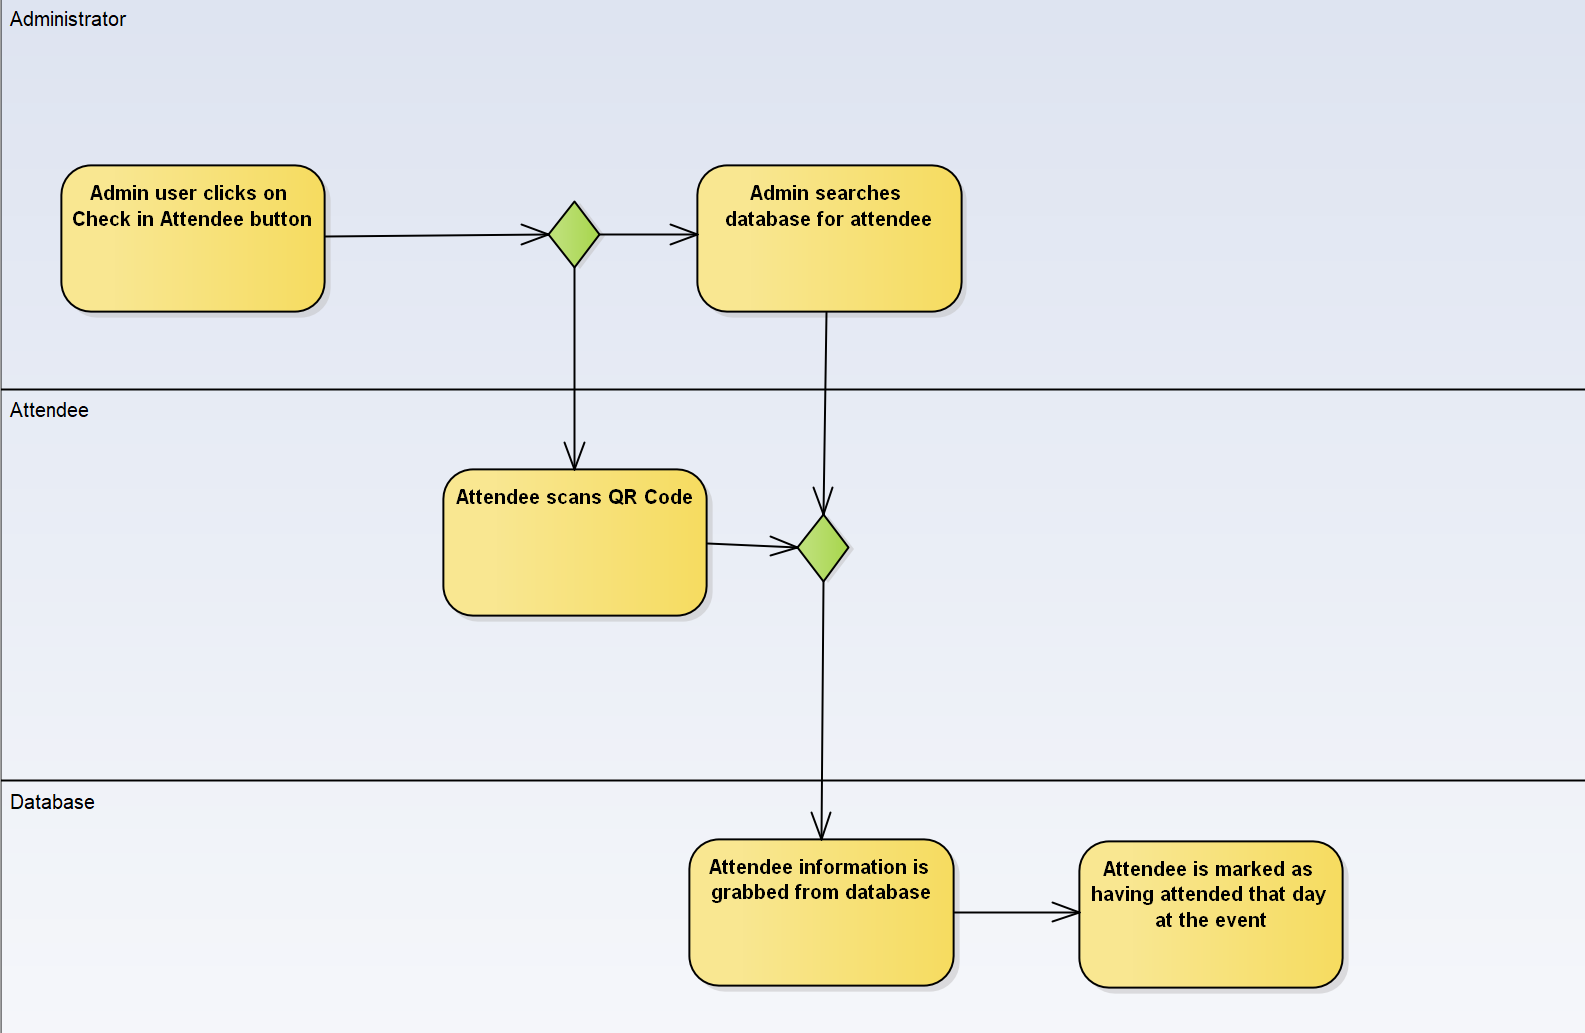 Administrator
Admin user clicks on
Check in Attendee button
Admin searches
database for attendee
Attendee
Attendee scans QR Code
Database
Attendee information is
grabbed from database
Attendee is marked as
having attended that day
at the event